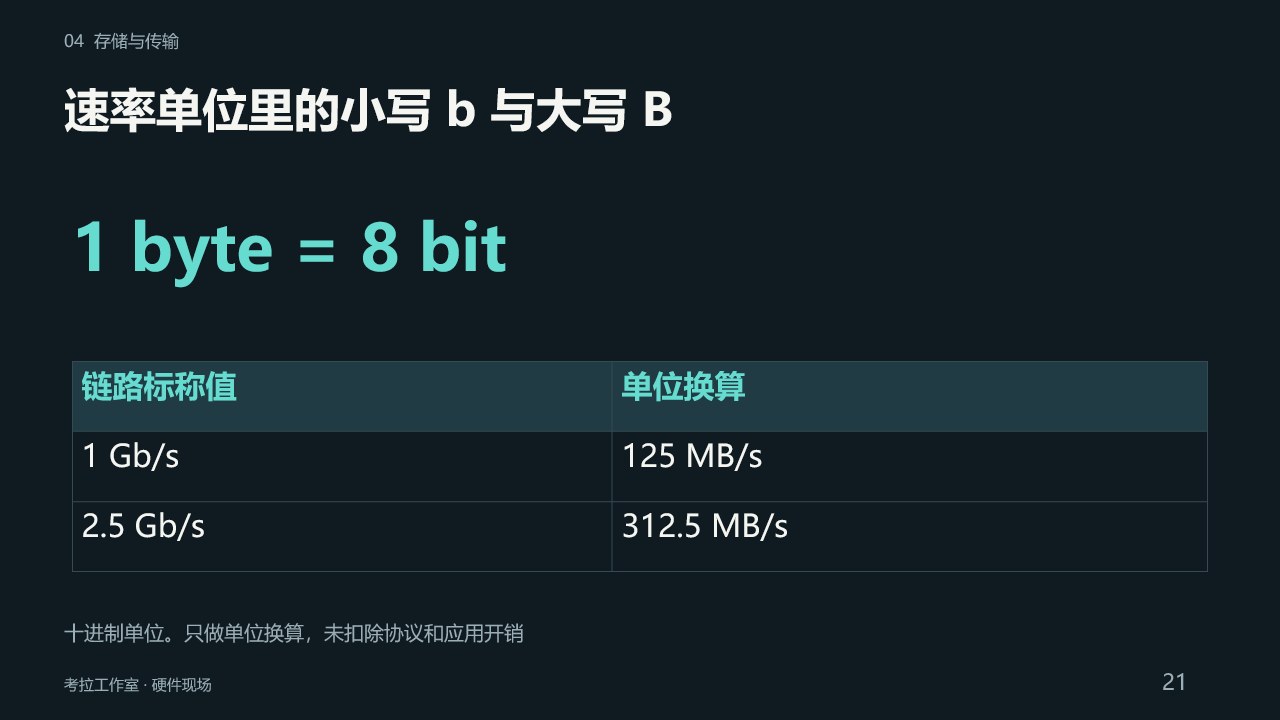 04 存储与传输
速率单位里的小写 b 与大写 B
1 byte = 8 bit
链路标称值 单位换算
1 Gb/s 125 MB/s
2.5 Gb/s 312.5 MB/s
十进制单位。只做单位换算，未扣除协议和应用开销
考拉工作室 · 硬件现场 21